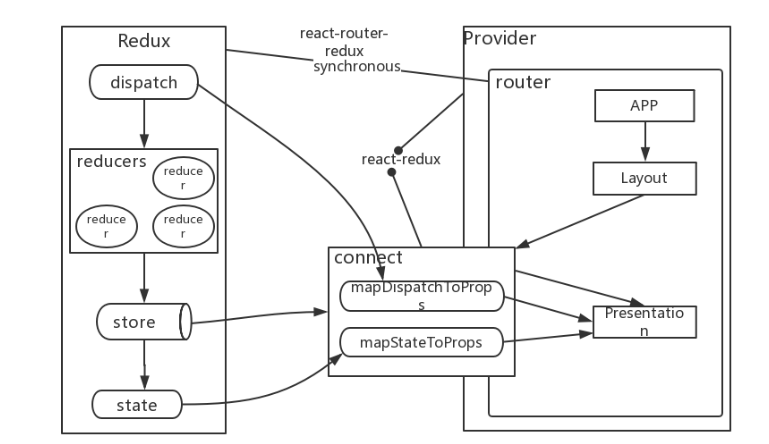 Redux
dispatch
reducers
reduce
r
reduce
r
reduce
r
store
state
react-router-
redux
synchronous
react-redux
connect
mapDispatchToProp
s
mapStateToProps
Provider
router
APP
Layout
Presentatio
n